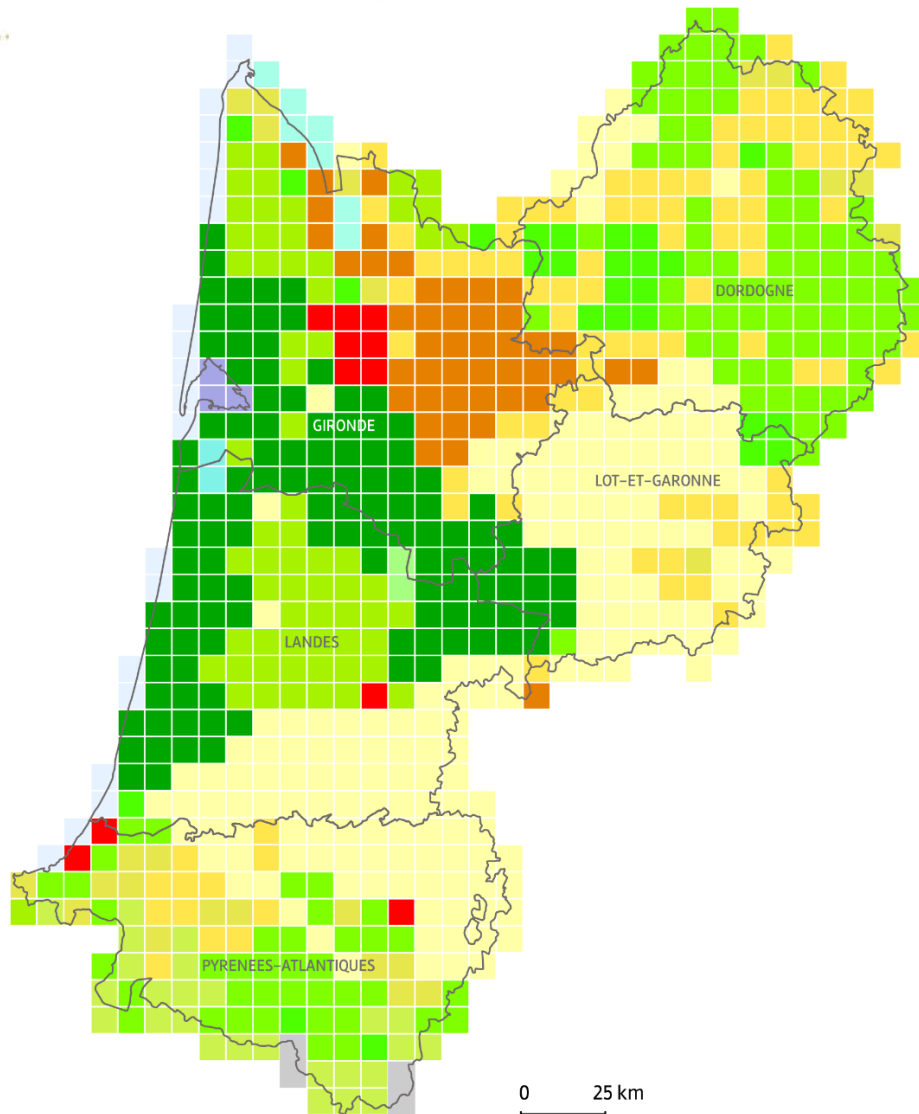 DORDOGNE
GIRONDE
LOT-ET-GARONNE
LANDES
PYRENEES-ATLANTIQUES
0 25 km